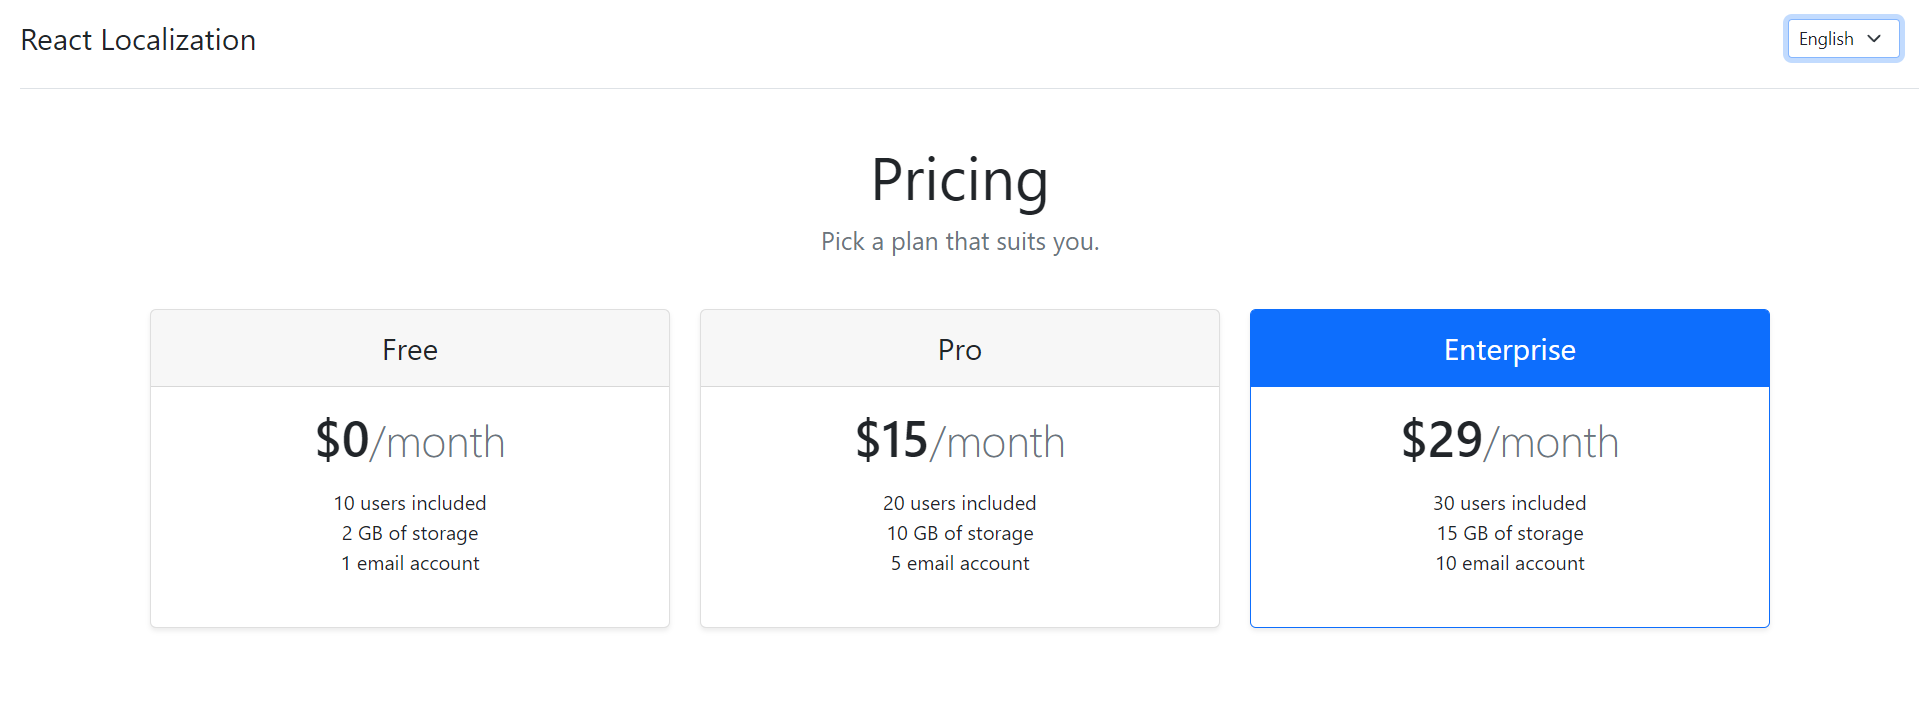 React Localization
English
Pricing
Pick a plan that suits you.
Free
$0/month
10 users included
2 GB of storage
1 email account
Pro
$15/month
20 users included
10 GB of storage
5 email account
Enterprise
$29/month
30 users included
15 GB of storage
10 email account